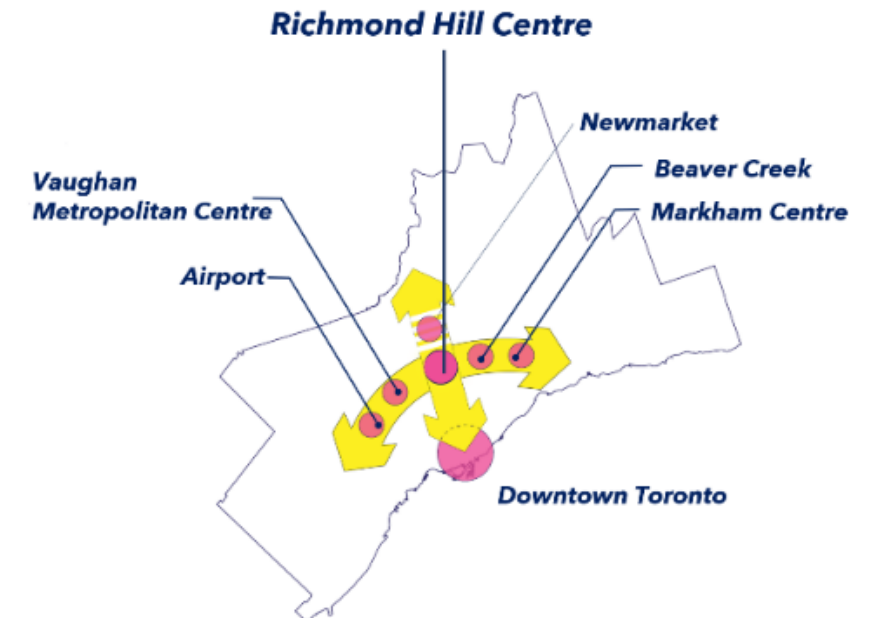 Richmond Hill Centre
Newmarket
Beaver Creek
Vaughan
Metropolitan Centre
Markham Centre
Airport
Downtown Toronto